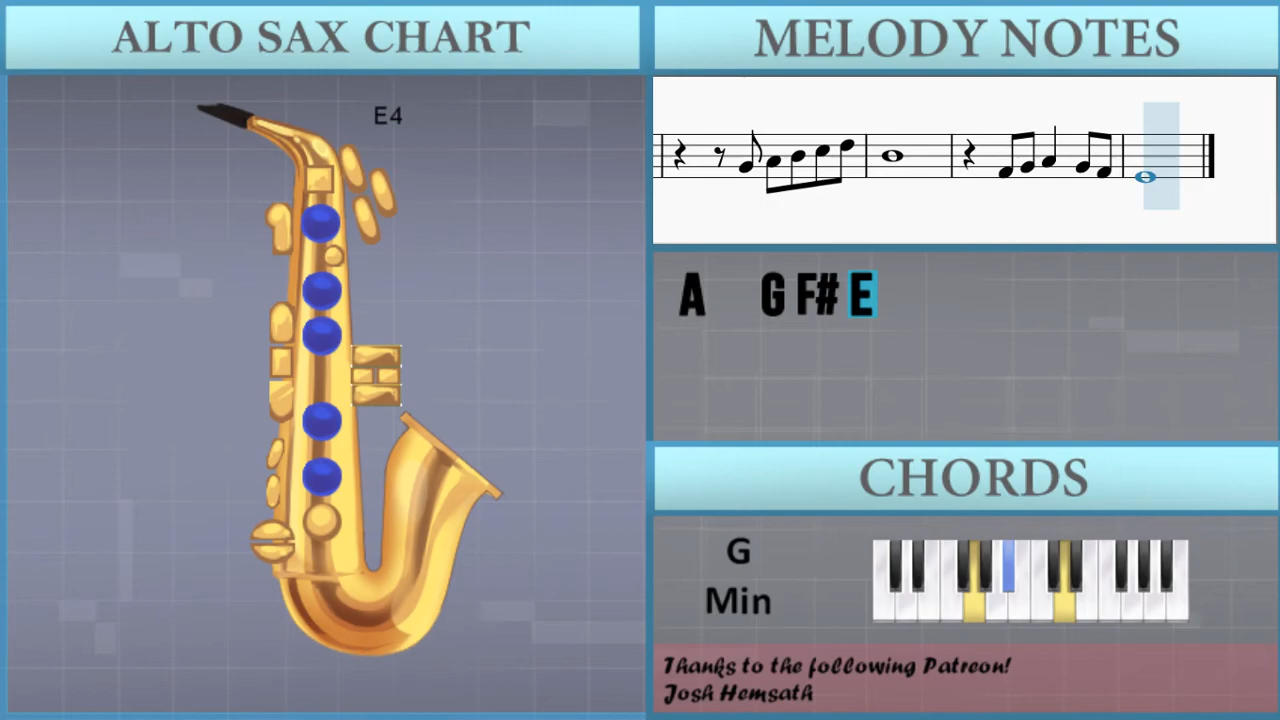 ALTO SAX CHART
E4
MELODY NOTES
A G F# E
CHORDS
G
Min
Thanks to the following Patreon!
Josh Hemsath